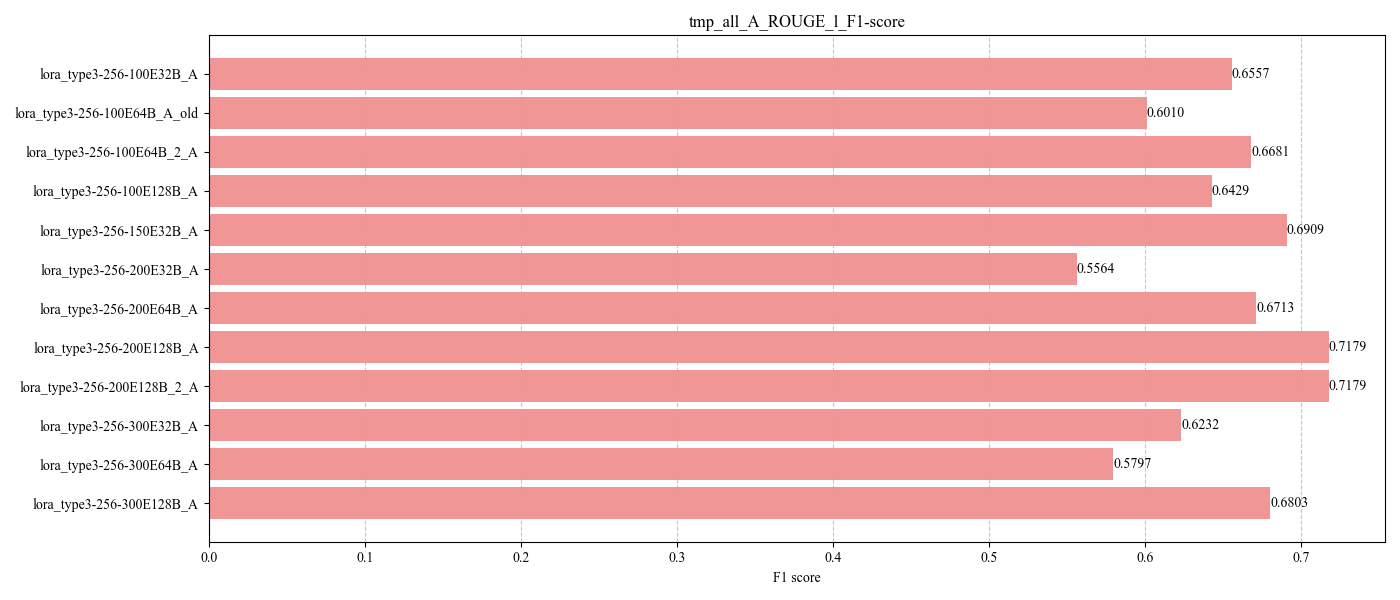 tmp_all_A_ROUGE_l_F1-score
lora_type3-256-100E32B_A 0.6557
lora_type3-256-100E64B_A_old 0.6010
lora_type3-256-100E64B_2_A 0.6681
lora_type3-256-100E128B_A 0.6429
lora_type3-256-150E32B_A 0.6909
lora_type3-256-200E32B_A 0.5564
lora_type3-256-200E64B_A 0.6713
lora_type3-256-200E128B_A 0.7179
lora_type3-256-200E128B_2_A 0.7179
lora_type3-256-300E32B_A 0.6232
lora_type3-256-300E64B_A 0.5797
lora_type3-256-300E128B_A 0.6803
0.0 0.1 0.2 0.3 0.4 0.5 0.6 0.7
F1 score